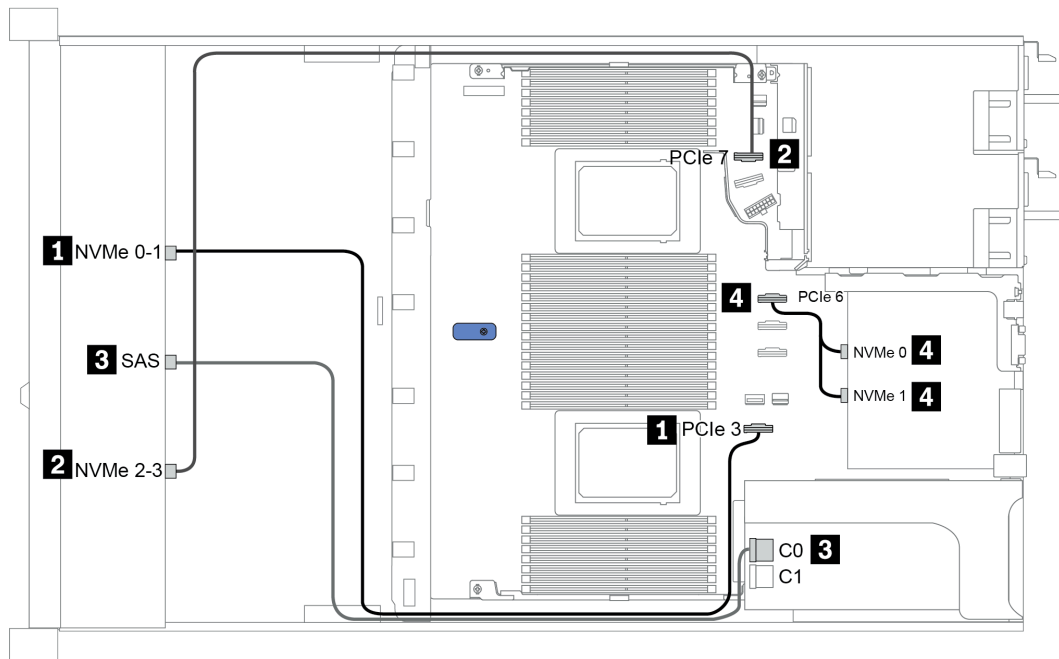 PCIe 7 2
1 NVMe 0-1
4 PCIe 6
3 SAS
NVMe 0 4
NVMe 1 4
1 PCIe 3
2 NVMe 2-3
C0 3
C1